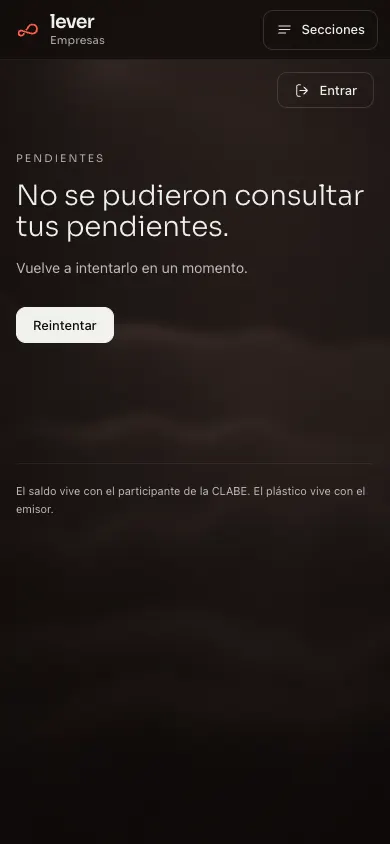 lever
Empresas
Secciones
Entrar
PENDIENTES
No se pudieron consultar
tus pendientes.
Vuelve a intentarlo en un momento.
Reintentar
El saldo vive con el participante de la CLABE. El plástico vive con el
emisor.